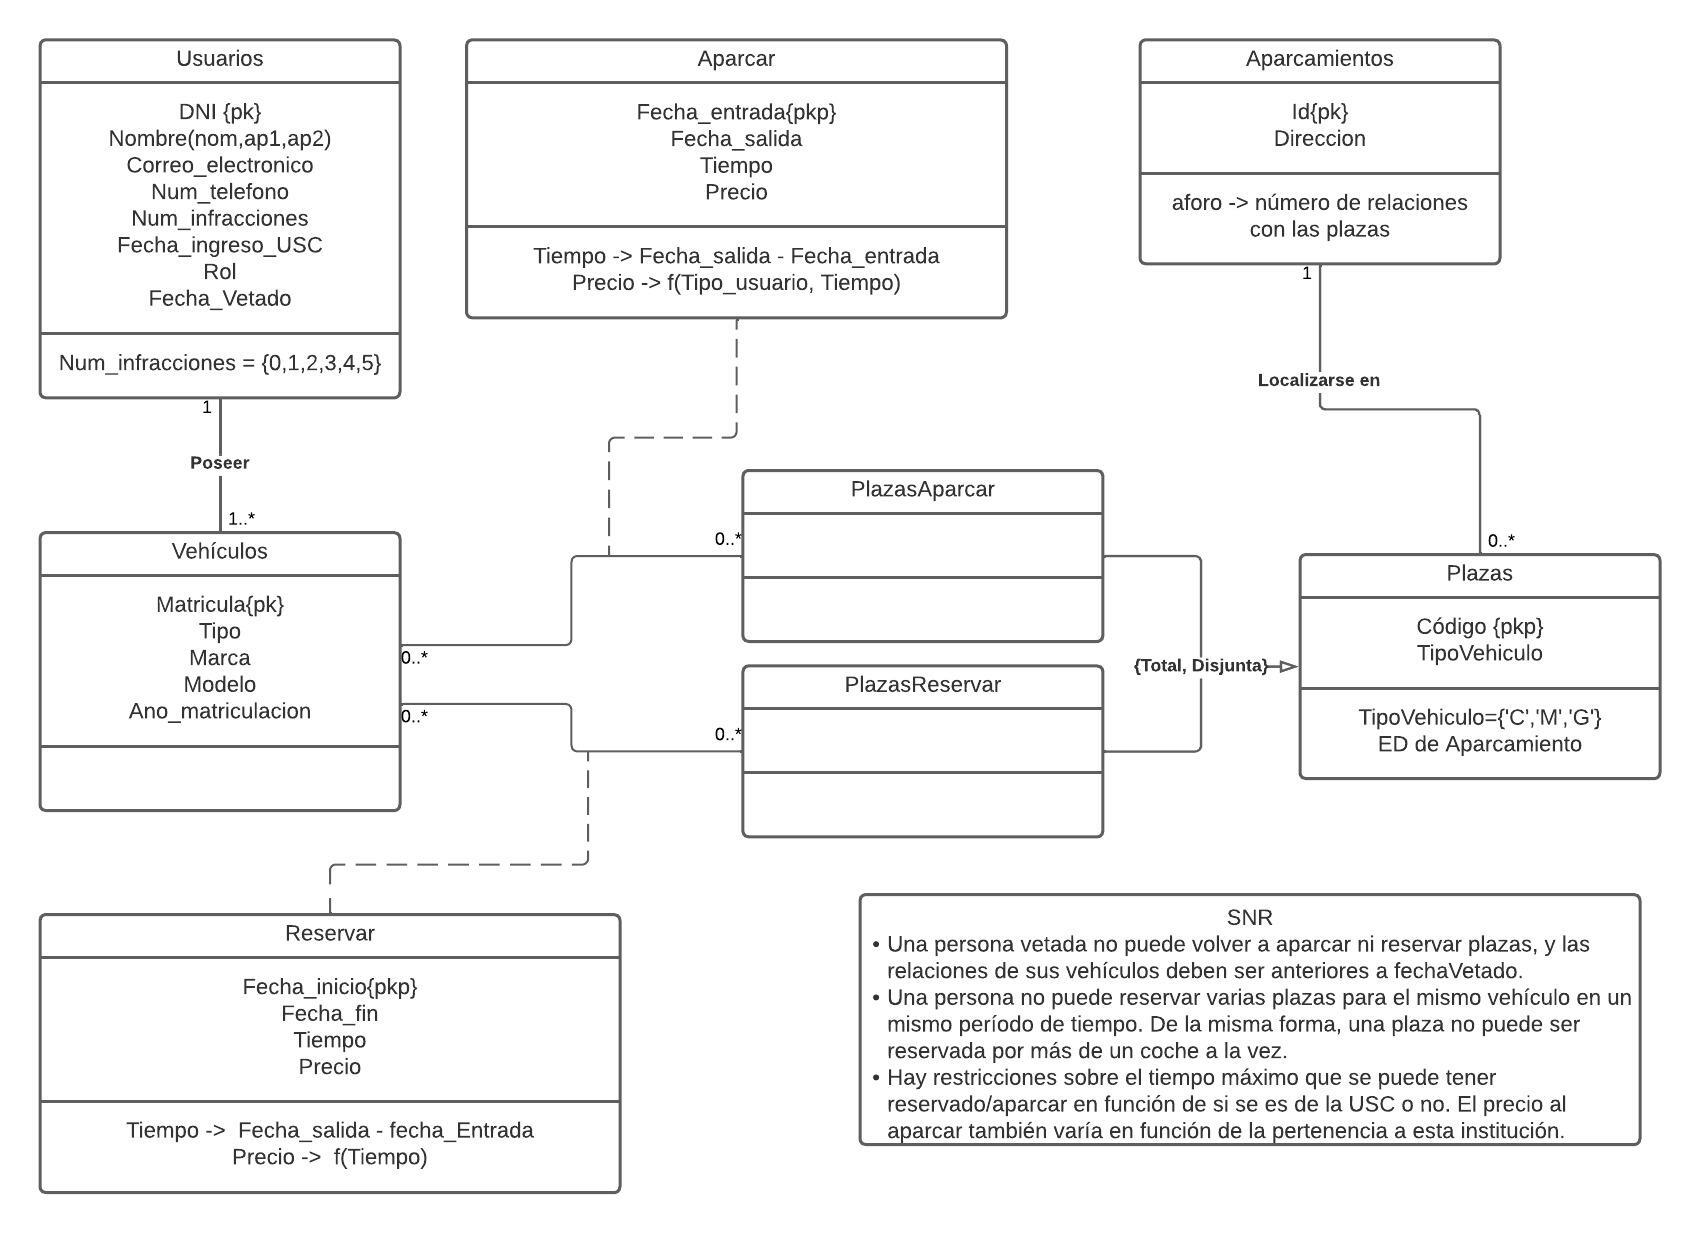 Usuarios
DNI {pk}
Nombre(nom,ap1,ap2)
Correo_electronico
Num_telefono
Num_infracciones
Fecha_ingreso_USC
Rol
Fecha_Vetado
Num_infracciones = {0,1,2,3,4,5}
1
Poseer
1..*
Vehículos
Matricula{pk}
Tipo
Marca
Modelo
Ano_matriculacion
0..*
0..*
Aparcar
Fecha_entrada{pkp}
Fecha_salida
Tiempo
Precio
Tiempo -> Fecha_salida - Fecha_entrada
Precio -> f(Tipo_usuario, Tiempo)
Aparcamientos
Id{pk}
Direccion
aforo -> número de relaciones
con las plazas
1
Localizarse en
0..*
PlazasAparcar
0..*
PlazasReservar
0..*
{Total, Disjunta}
Plazas
Código {pkp}
TipoVehiculo
TipoVehiculo={'C','M','G'}
ED de Aparcamiento
Reservar
Fecha_inicio{pkp}
Fecha_fin
Tiempo
Precio
Tiempo ->  Fecha_salida - fecha_Entrada
Precio ->  f(Tiempo)
SNR
• Una persona vetada no puede volver a aparcar ni reservar plazas, y las
relaciones de sus vehículos deben ser anteriores a fechaVetado.
• Una persona no puede reservar varias plazas para el mismo vehículo en un
mismo período de tiempo. De la misma forma, una plaza no puede ser
reservada por más de un coche a la vez.
• Hay restricciones sobre el tiempo máximo que se puede tener
reservado/aparcar en función de si se es de la USC o no. El precio al
aparcar también varía en función de la pertenencia a esta institución.